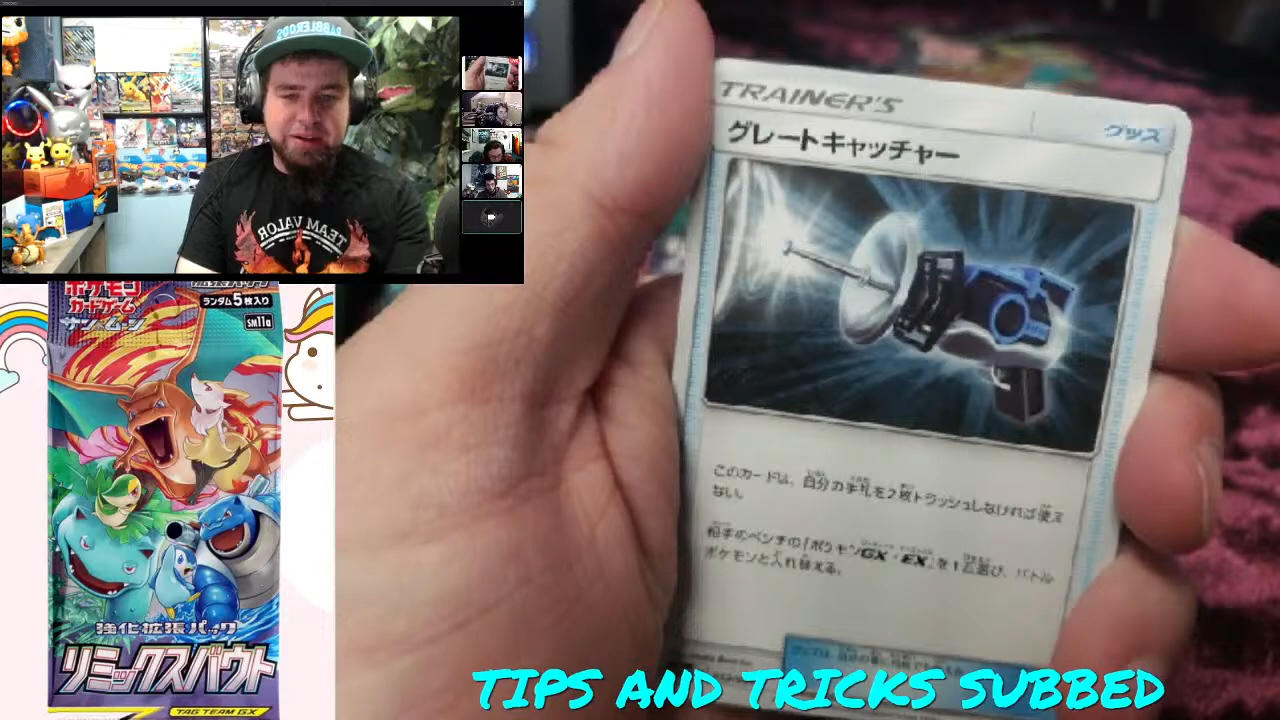 PABBLERODS
TEAM VALOR
TRAINER'S
グッズ
グレートキャッチャー
このカードは、自分の手札を2枚トラッシュしなければ使え
ない。
相手のベンチの「ポケモンGX・EX」を1匹選び、バトル
ポケモンと入れ替える。
ポケモン
カードゲーム
サン&ムーン
ランダム5枚入り
SM11a
強化拡張パック
リミックスバウト
TAG TEAM GX
TIPS AND TRICKS SUBBED